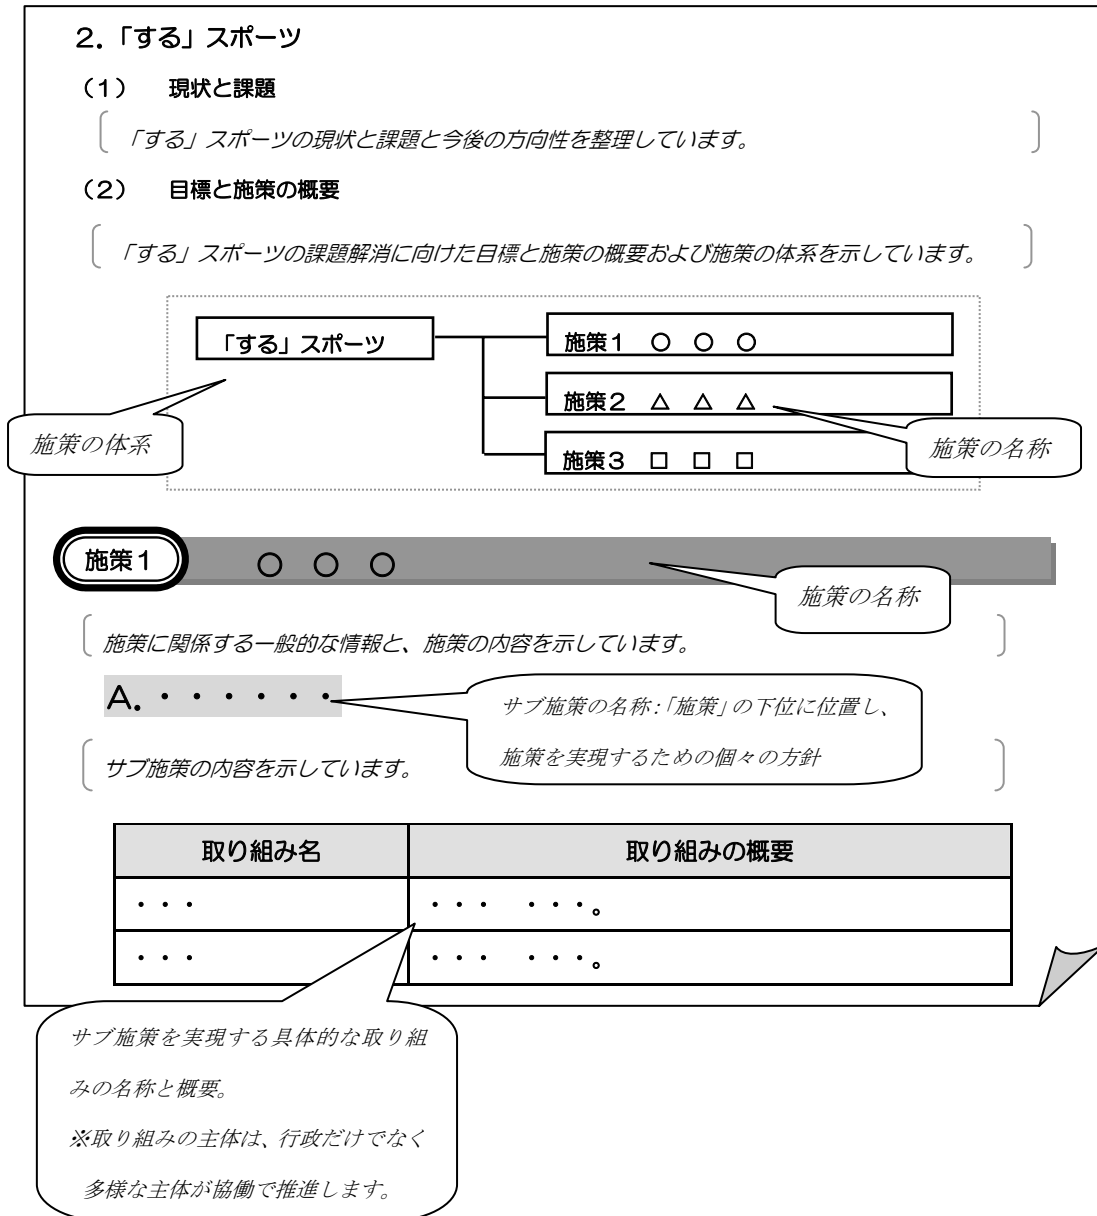 2.「する」スポーツ
(1) 現状と課題
「する」スポーツの現状と課題と今後の方向性を整理しています。
(2) 目標と施策の概要
「する」スポーツの課題解消に向けた目標と施策の概要および施策の体系を示しています。
「する」スポーツ
施策1 ○ ○ ○
施策2 △ △ △
施策の体系
施策の名称
施策3 □ □ □
施策1 ○ ○ ○
施策の名称
施策に関係する一般的な情報と、施策の内容を示しています。
A.・・・・・・
サブ施策の名称:「施策」の下位に位置し、
施策を実現するための個々の方針
サブ施策の内容を示しています。
取り組み名 取り組みの概要
・・・ ・・・ ・・・。
・・・ ・・・ ・・・。
サブ施策を実現する具体的な取り組
みの名称と概要。
※取り組みの主体は、行政だけでなく
多様な主体が協働で推進します。